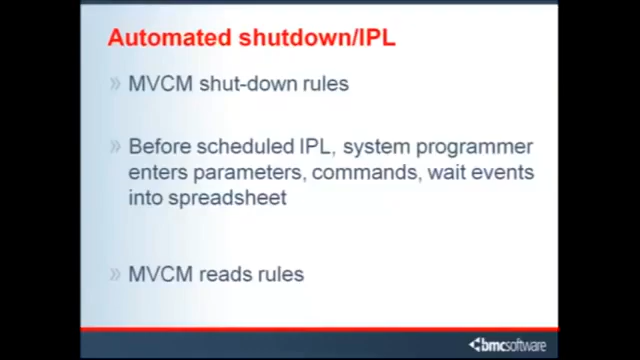 Automated shutdown/IPL
» MVCM shut-down rules
» Before scheduled IPL, system programmer
enters parameters, commands, wait events
into spreadsheet
» MVCM reads rules
bmcsoftware